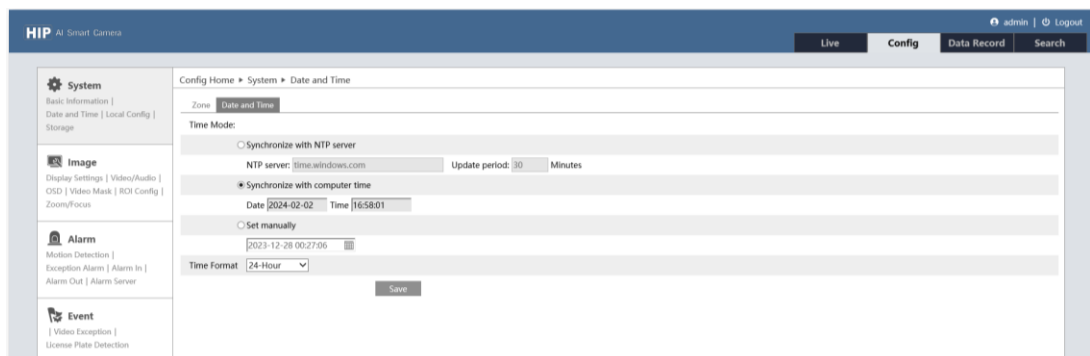 HIP AI Smart Camera
admin | Logout
Live Config Data Record Search
System
Basic Information |
Date and Time | Local Config |
Storage
Image
Display Settings | Video/Audio |
OSD | Video Mask | ROI Config |
Zoom/Focus
Alarm
Motion Detection |
Exception Alarm | Alarm In |
Alarm Out | Alarm Server
Event
| Video Exception |
License Plate Detection
Config Home ▸ System ▸ Date and Time
Zone Date and Time
Time Mode:
Synchronize with NTP server
NTP server: time.windows.com Update period: 30 Minutes
Synchronize with computer time
Date 2024-02-02 Time 16:58:01
Set manually
2023-12-28 00:27:06
Time Format 24-Hour
Save